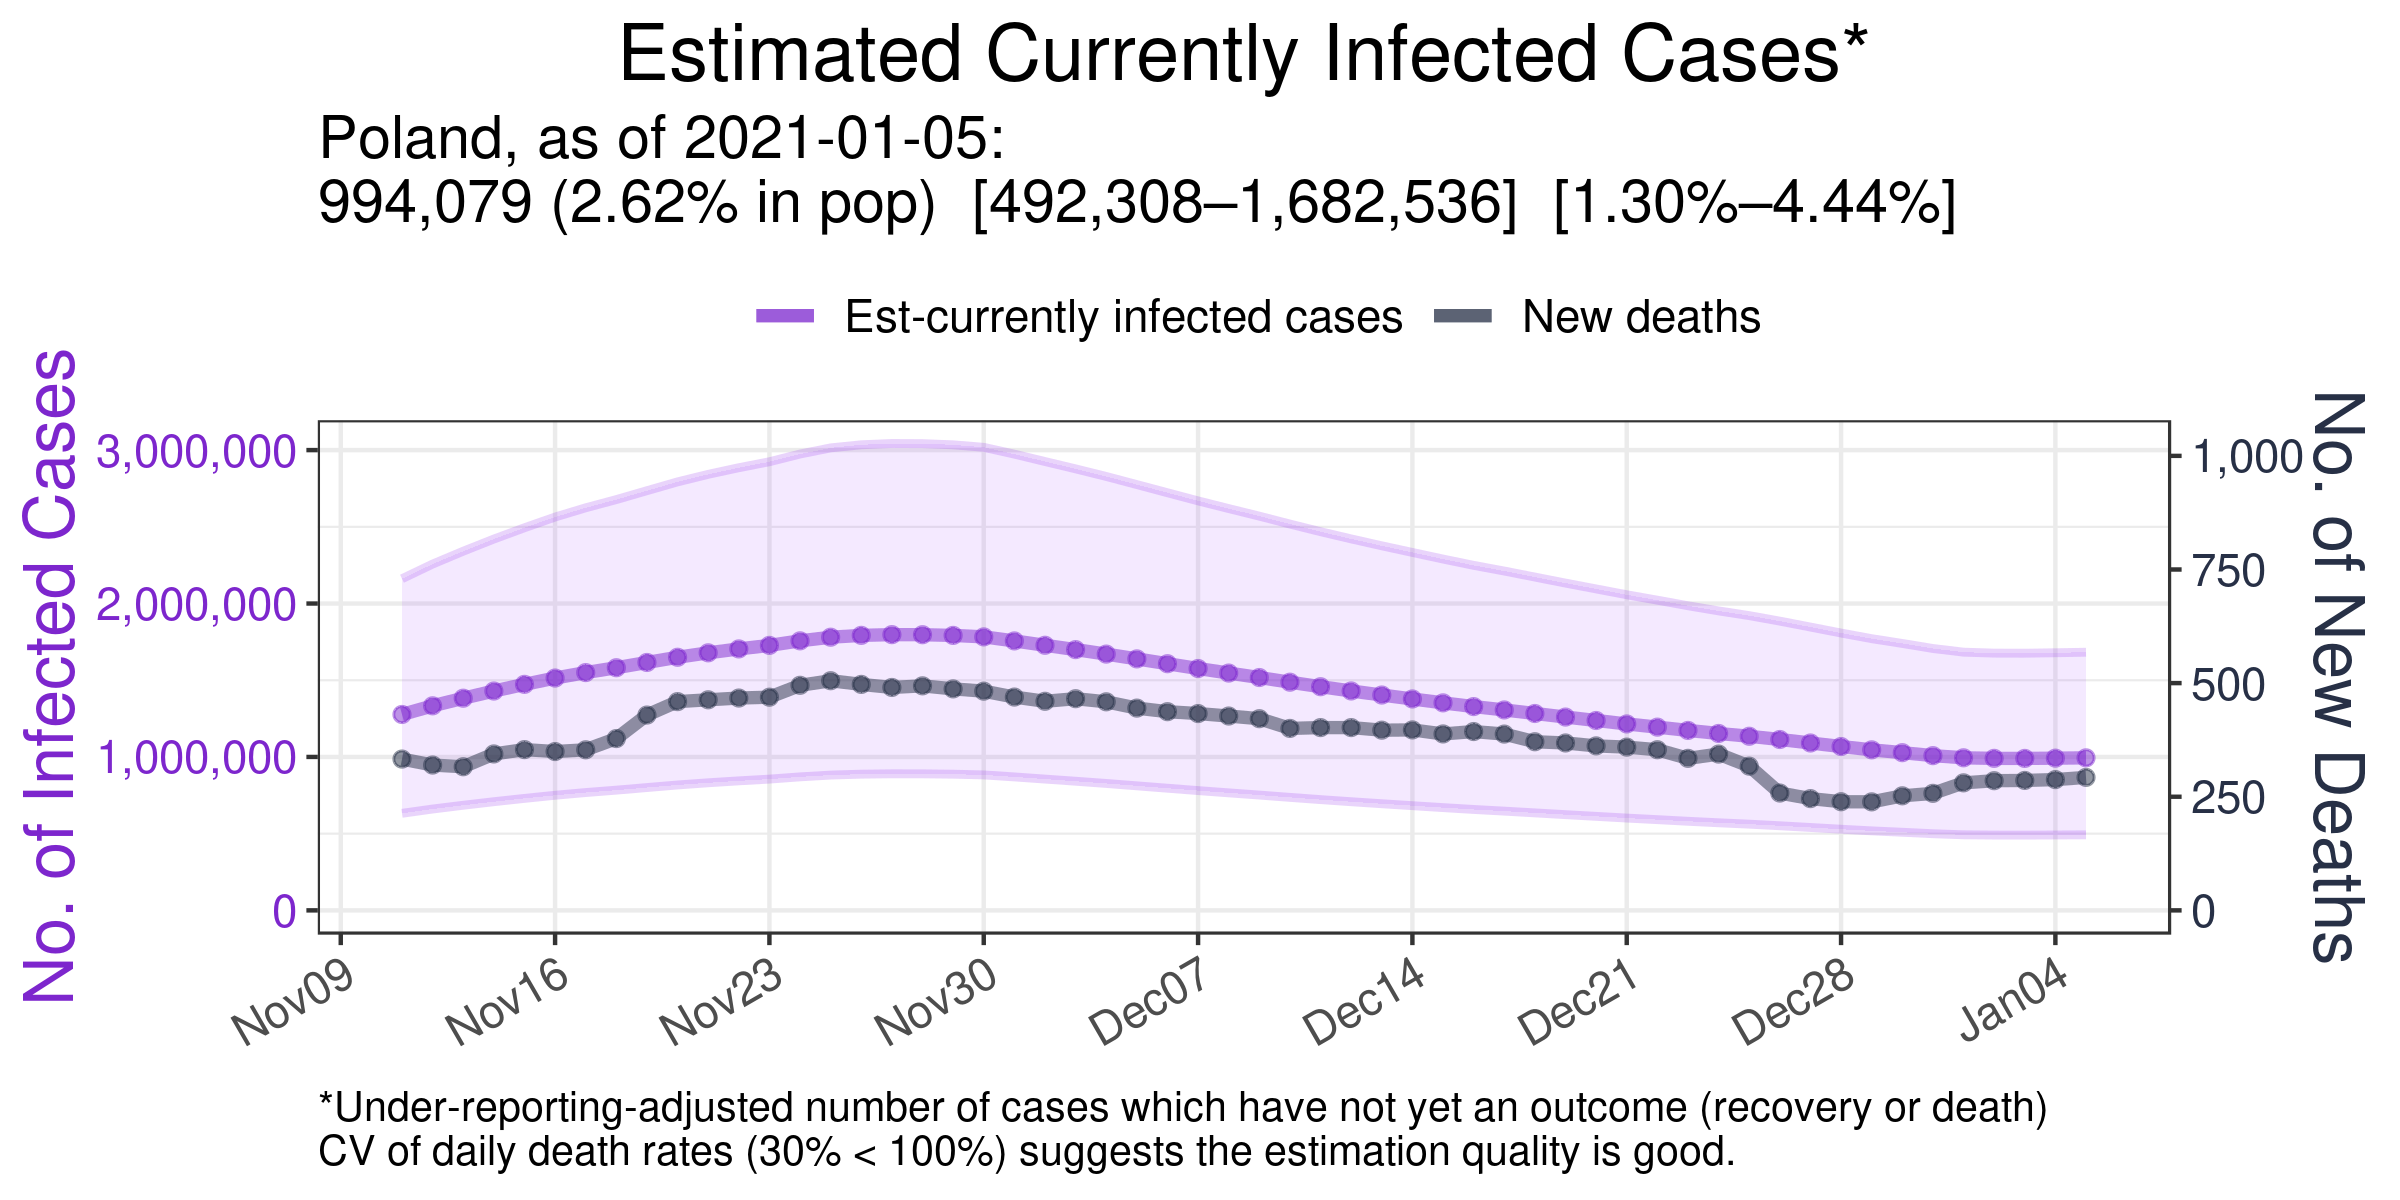 Estimated Currently Infected Cases*
Poland, as of 2021-01-05:
994,079 (2.62% in pop)  [492,308–1,682,536]  [1.30%–4.44%]
Est-currently infected cases
New deaths
No. of Infected Cases
3,000,000
2,000,000
1,000,000
0
No. of New Deaths
1,000
750
500
250
0
Nov09
Nov16
Nov23
Nov30
Dec07
Dec14
Dec21
Dec28
Jan04
*Under-reporting-adjusted number of cases which have not yet an outcome (recovery or death)
CV of daily death rates (30% < 100%) suggests the estimation quality is good.